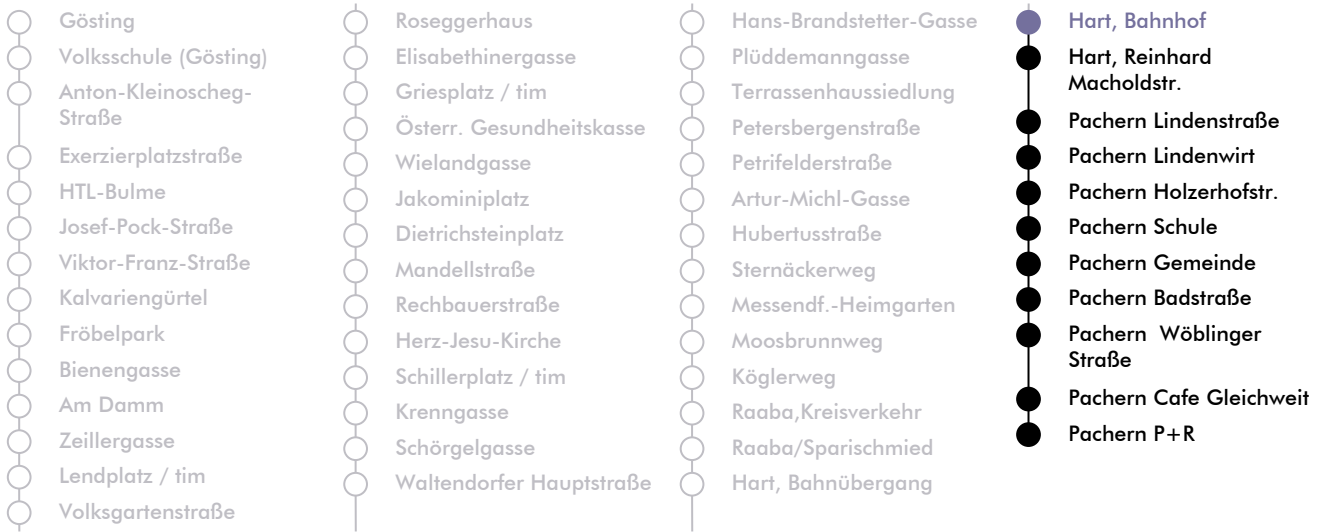 Gösting
Volksschule (Gösting)
Anton-Kleinoscheg-
Straße
Exerzierplatzstraße
HTL-Bulme
Josef-Pock-Straße
Viktor-Franz-Straße
Kalvariengürtel
Fröbelpark
Bienengasse
Am Damm
Zeillergasse
Lendplatz / tim
Volksgartenstraße
Roseggerhaus
Elisabethinergasse
Griesplatz / tim
Österr. Gesundheitskasse
Wielandgasse
Jakominiplatz
Dietrichsteinplatz
Mandellstraße
Rechbauerstraße
Herz-Jesu-Kirche
Schillerplatz / tim
Krenngasse
Schörgelgasse
Waltendorfer Hauptstraße
Hans-Brandstetter-Gasse
Plüddemanngasse
Terrassenhaussiedlung
Petersbergenstraße
Petrifelderstraße
Artur-Michl-Gasse
Hubertusstraße
Sternäckerweg
Messendf.-Heimgarten
Moosbrunnweg
Köglerweg
Raaba,Kreisverkehr
Raaba/Sparischmied
Hart, Bahnübergang
Hart, Bahnhof
Hart, Reinhard
Macholdstr.
Pachern Lindenstraße
Pachern Lindenwirt
Pachern Holzerhofstr.
Pachern Schule
Pachern Gemeinde
Pachern Badstraße
Pachern  Wöblinger
Straße
Pachern Cafe Gleichweit
Pachern P+R